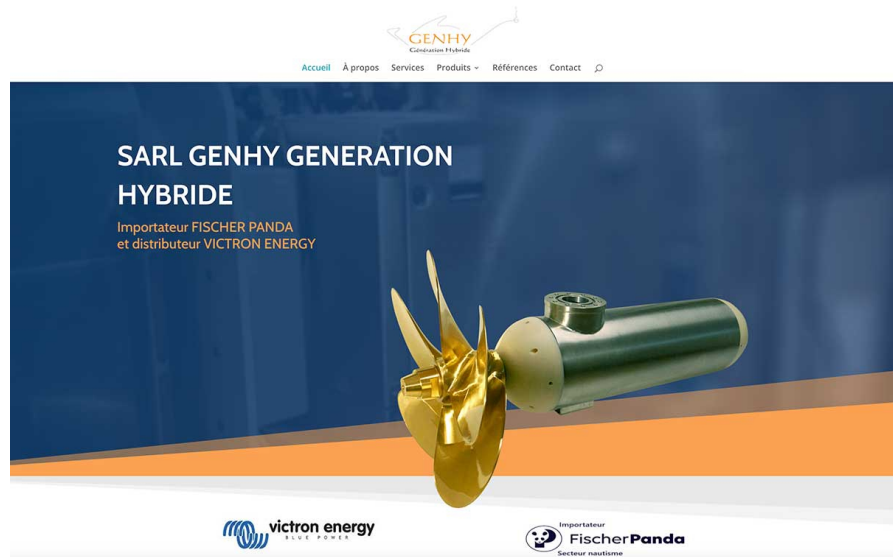 GENHY
Génération Hybride
Accueil À propos Services Produits Références Contact
SARL GENHY GENERATION
HYBRIDE
Importateur FISCHER PANDA
et distributeur VICTRON ENERGY
victron energy
BLUE POWER
Importateur
FischerPanda
Secteur nautisme